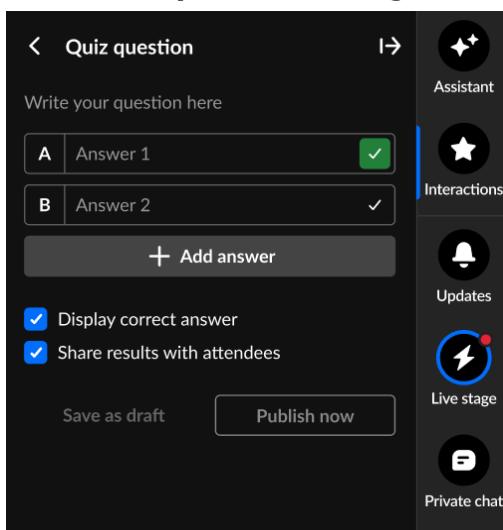 Quiz question
Write your question here
A Answer 1
B Answer 2
+ Add answer
Display correct answer
Share results with attendees
Save as draft
Publish now
Assistant
Interactions
Updates
Live stage
Private chat